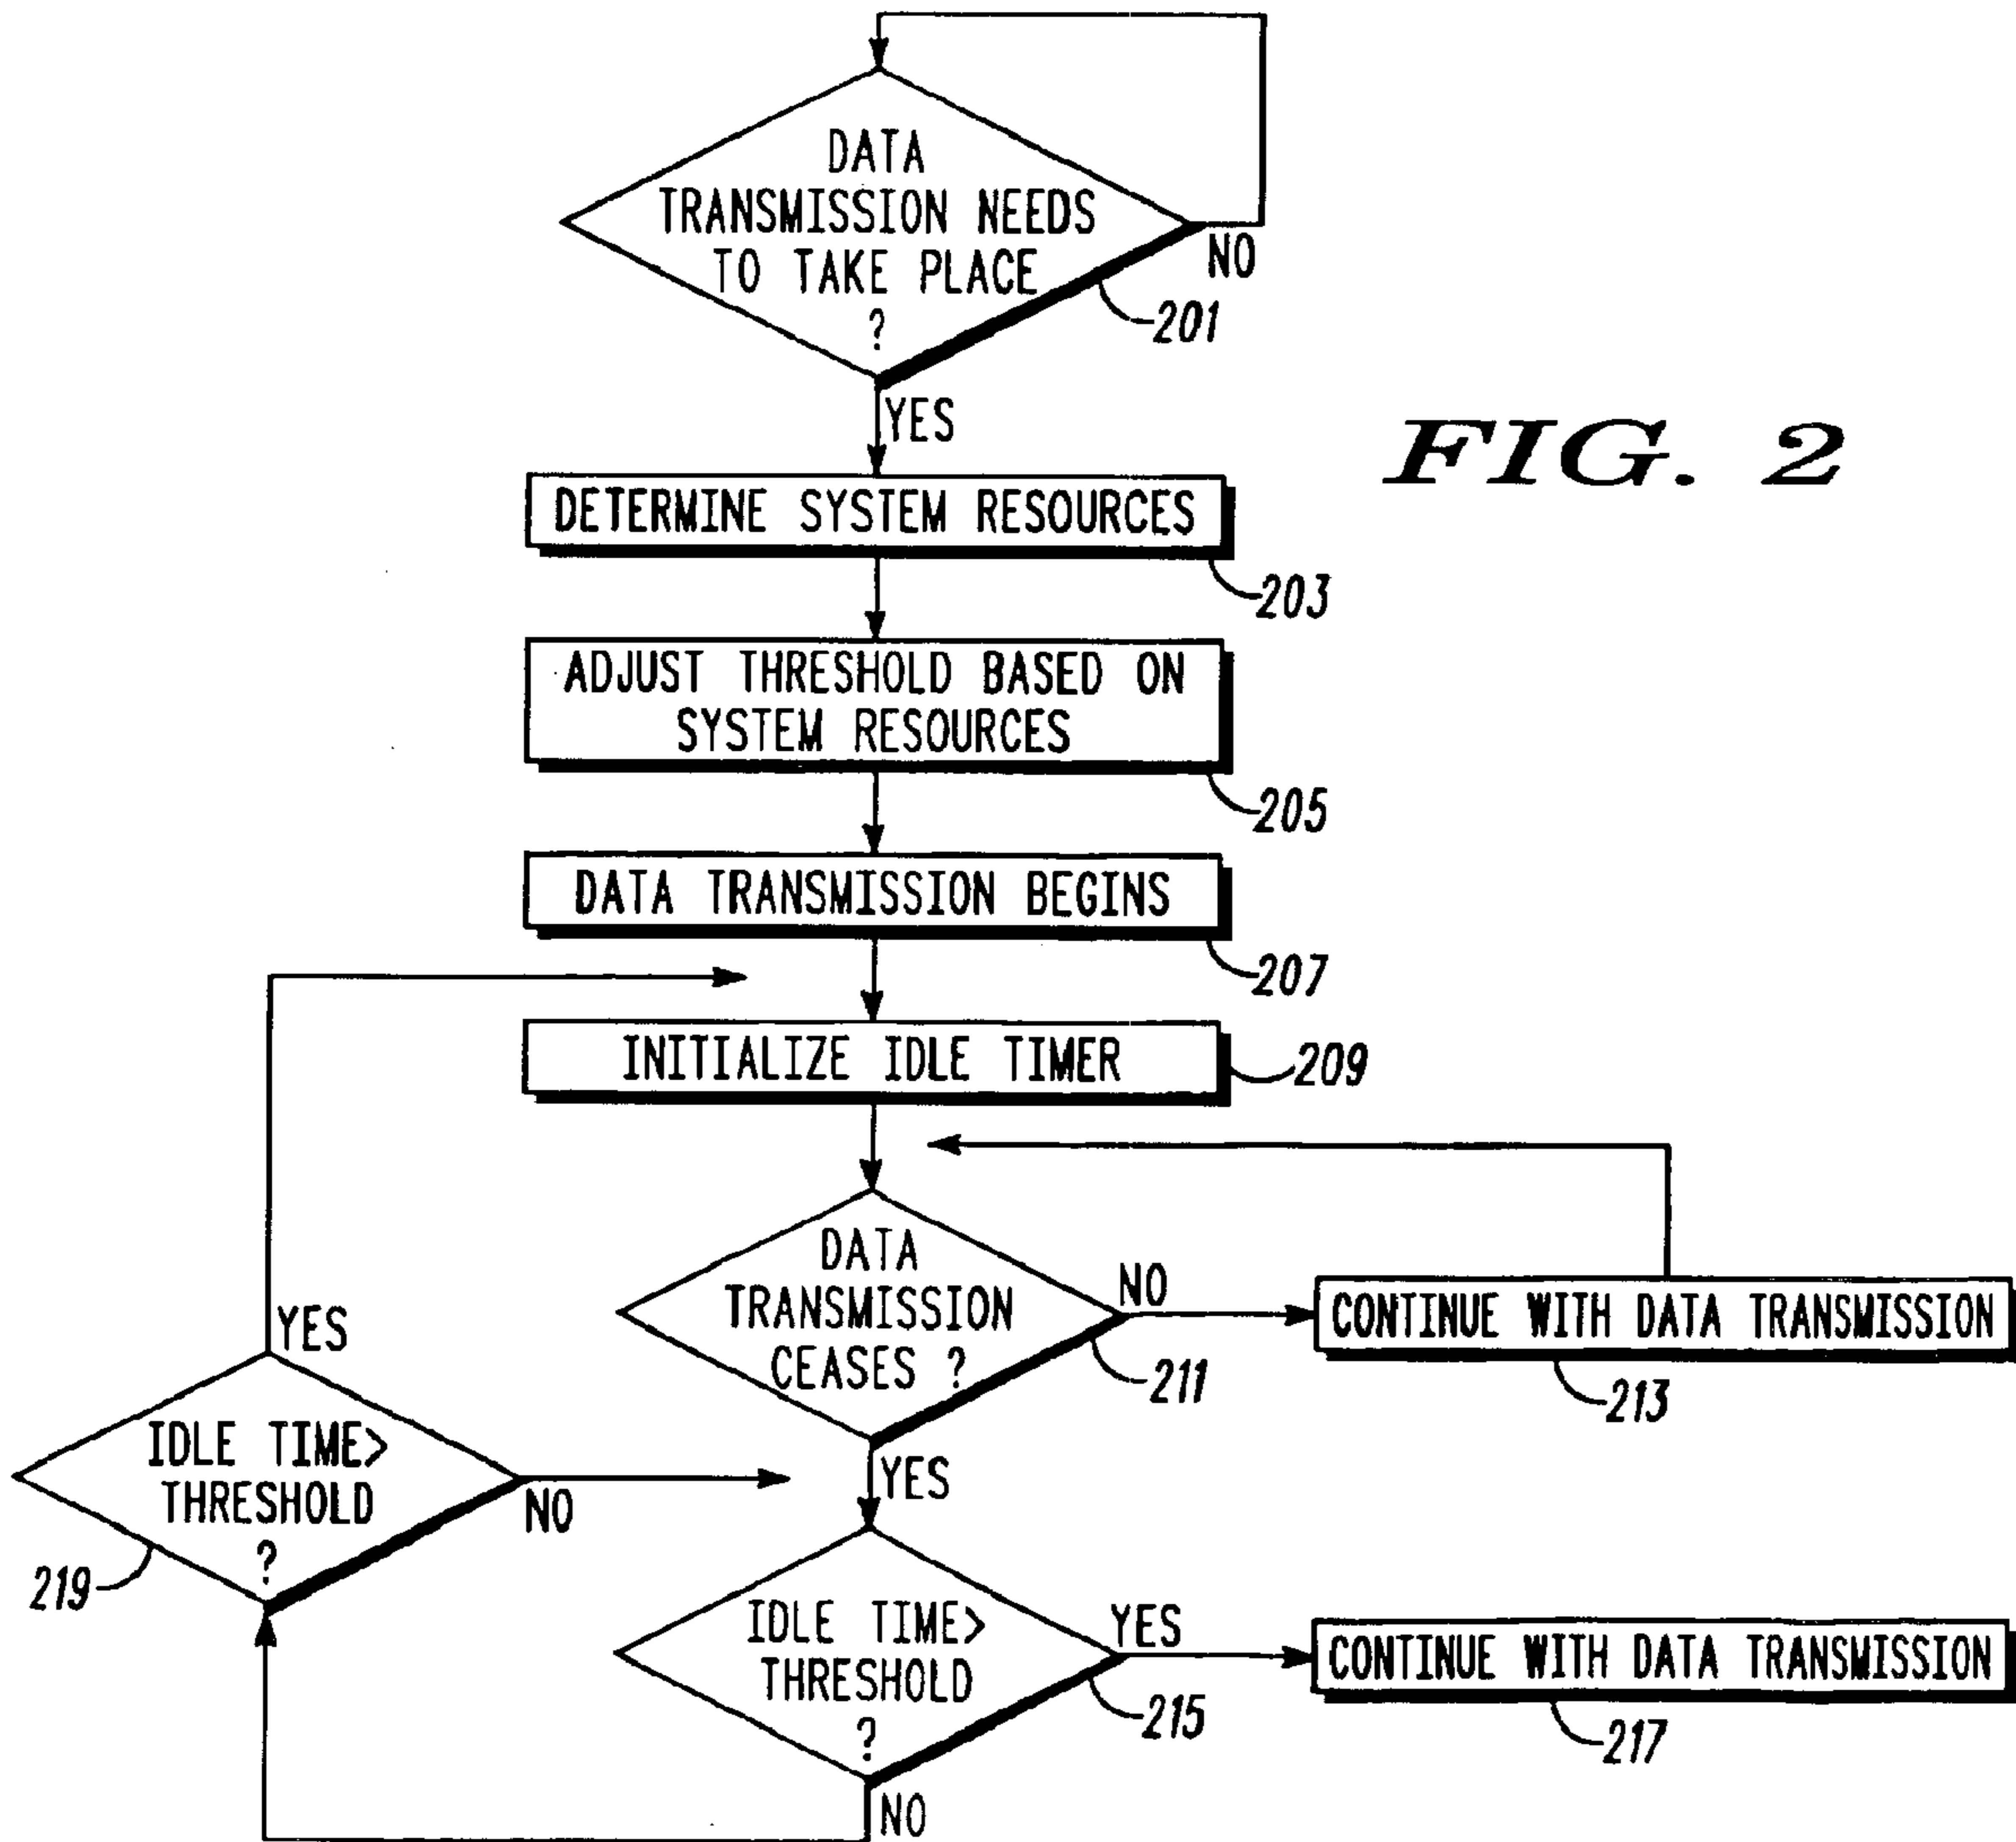 DATA
TRANSMISSION NEEDS
TO TAKE PLACE
?
NO
201
YES
FIG. 2
DETERMINE SYSTEM RESOURCES
203
ADJUST THRESHOLD BASED ON
SYSTEM RESOURCES
205
DATA TRANSMISSION BEGINS
207
INITIALIZE IDLE TIMER
209
DATA
TRANSMISSION
CEASES ?
NO
211
YES
CONTINUE WITH DATA TRANSMISSION
213
YES
IDLE TIME>
THRESHOLD
?
NO
219
IDLE TIME>
THRESHOLD
?
YES
215
NO
CONTINUE WITH DATA TRANSMISSION
217